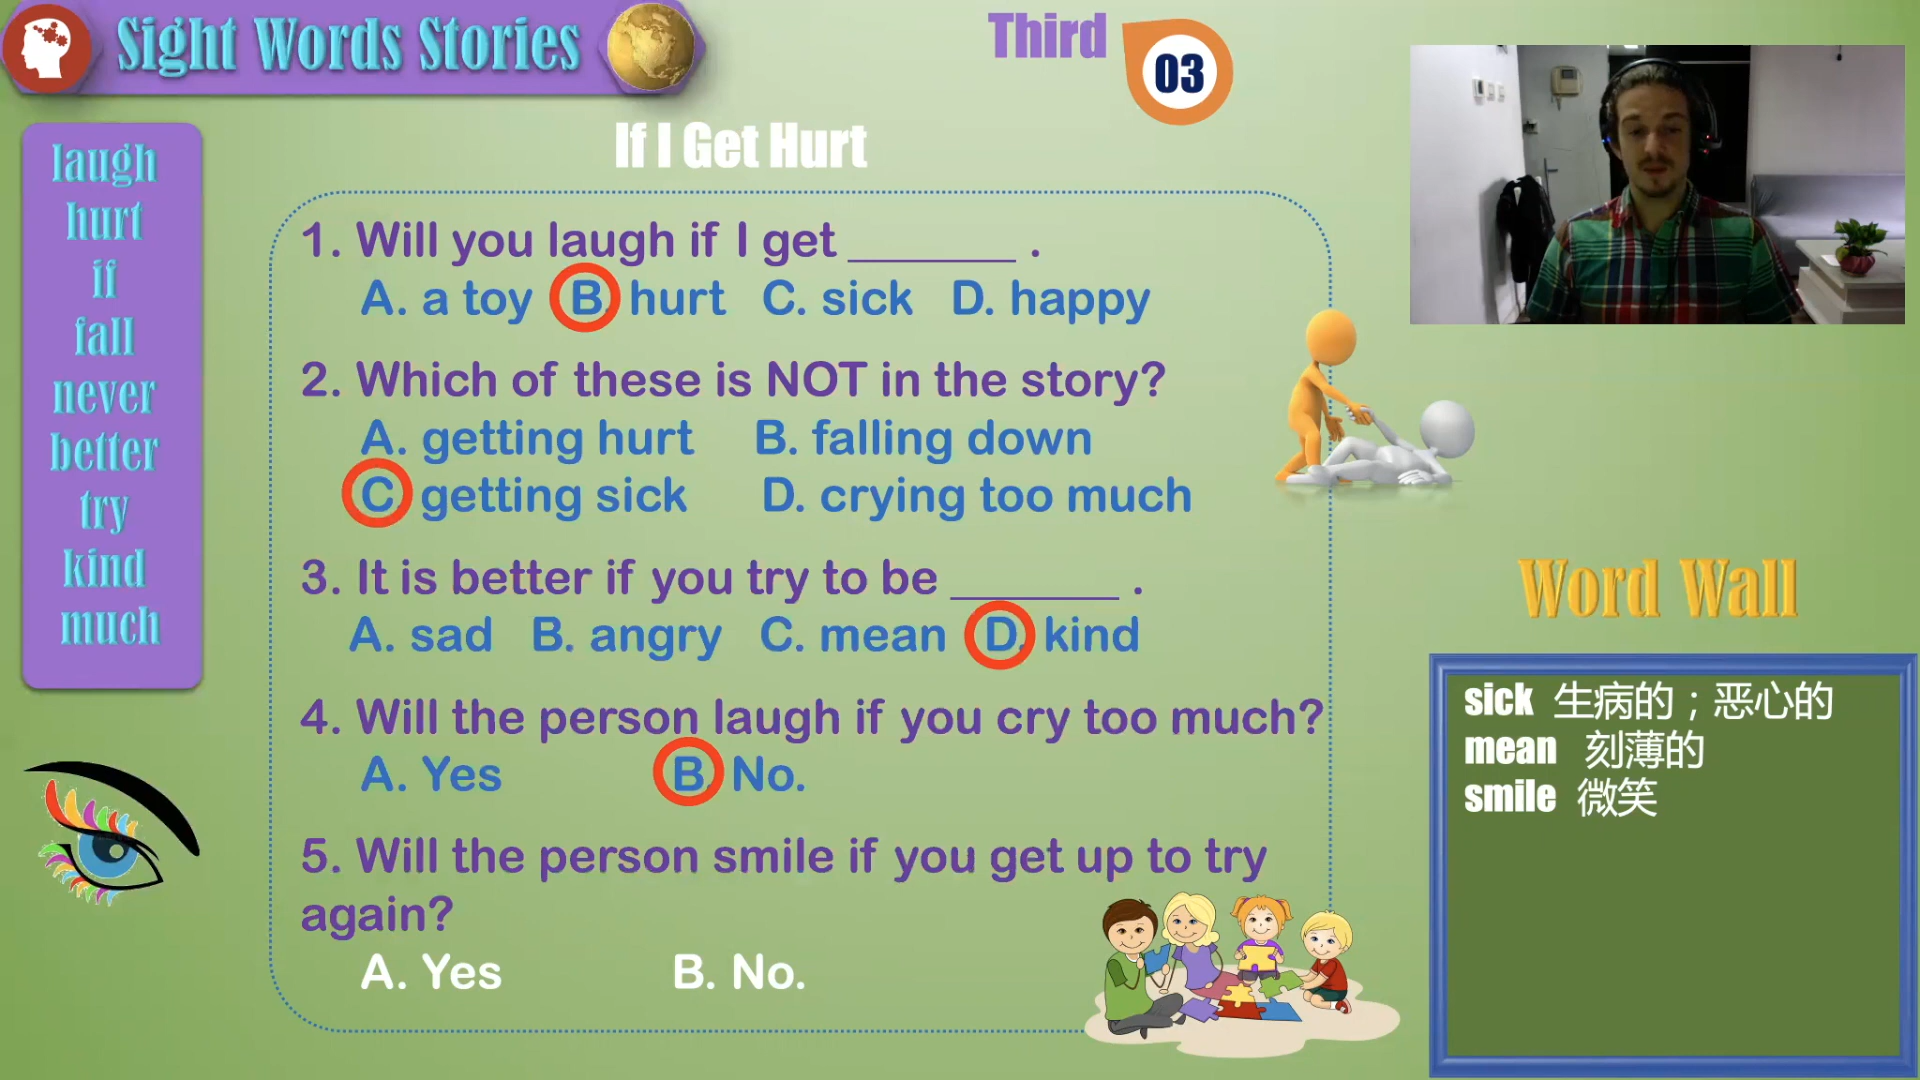 Sight Words Stories
Third
03
laugh
hurt
if
fall
never
better
try
kind
much
If I Get Hurt
1. Will you laugh if I get _______ .
A. a toy B. hurt C. sick D. happy
2. Which of these is NOT in the story?
A. getting hurt B. falling down
C. getting sick D. crying too much
3. It is better if you try to be _______ .
A. sad B. angry C. mean D. kind
4. Will the person laugh if you cry too much?
A. Yes B. No.
5. Will the person smile if you get up to try
again?
A. Yes B. No.
Word Wall
sick 生病的；恶心的
mean 刻薄的
smile 微笑